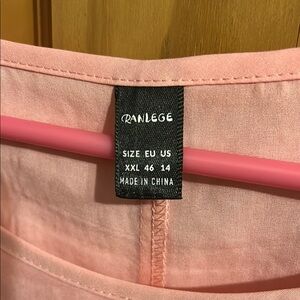 RANLEGE
SIZE EU US
XXL 46 14
MADE IN CHINA